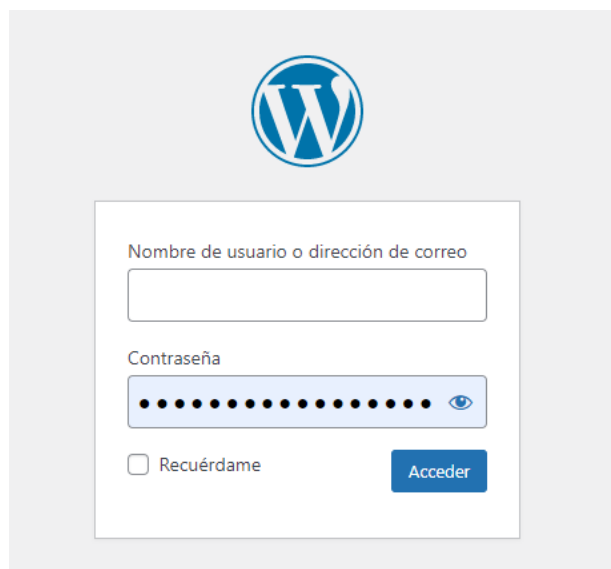 Nombre de usuario o dirección de correo
Contraseña
Recuérdame
Acceder